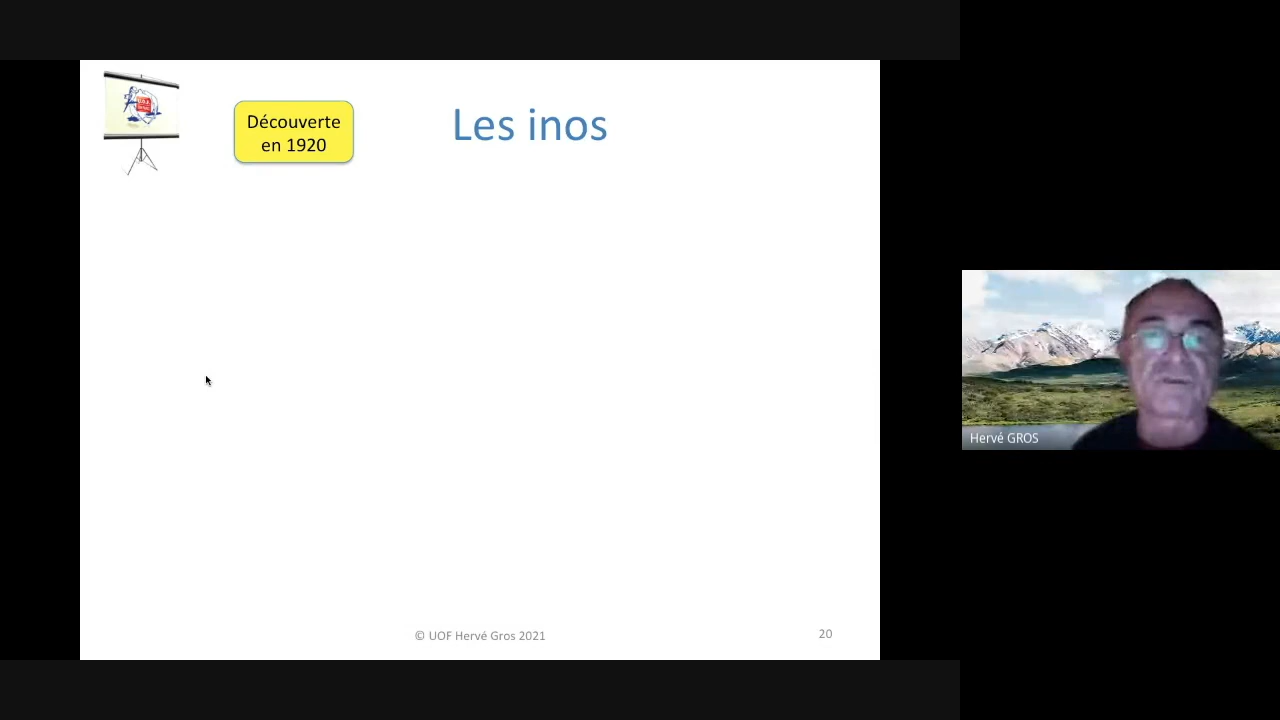 Découverte
en 1920
Les inos
Hervé GROS
© UOF Hervé Gros 2021
20